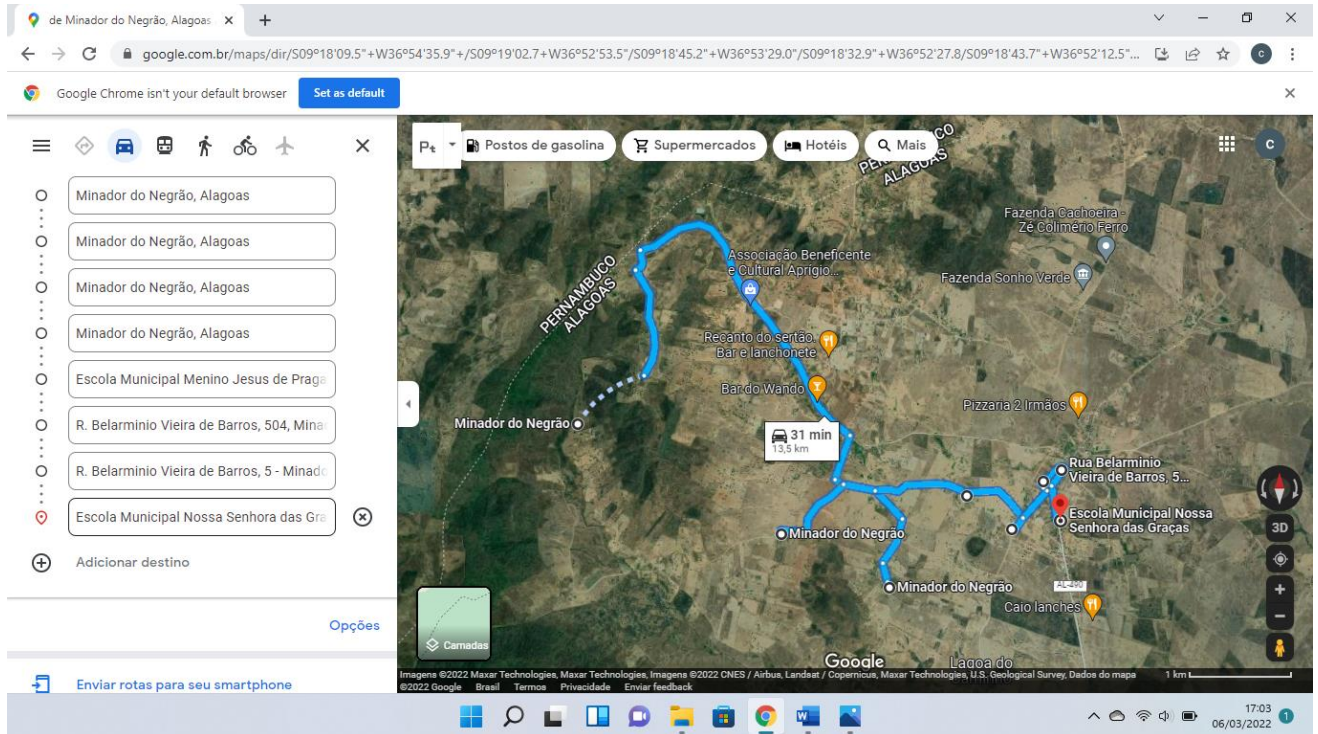 de Minador do Negrão, Alagoas
google.com.br/maps/dir/S09°18'09.5"+W36°54'35.9"+/S09°19'02.7+W36°52'53.5"/S09°18'45.2"+W36°53'29.0"/S09°18'32.9"+W36°52'27.8/S09°18'43.7"+W36°52'12.5"...
C
Google Chrome isn't your default browser
Set as default
Minador do Negrão, Alagoas
Minador do Negrão, Alagoas
Minador do Negrão, Alagoas
Minador do Negrão, Alagoas
Escola Municipal Menino Jesus de Praga
R. Belarminio Vieira de Barros, 504, Mina
R. Belarminio Vieira de Barros, 5 - Minado
Escola Municipal Nossa Senhora das Gra
Adicionar destino
Opções
Enviar rotas para seu smartphone
Pt
Postos de gasolina
Supermercados
Hotéis
Mais
C
PERNAMBUCO
ALAGOAS
Fazenda Cachoeira -
Zé Colimério Ferro
Associação Beneficente
e Cultural Aprígio...
Fazenda Sonho Verde
PERNAMBUCO
ALAGOAS
Recanto do sertão.
Bar e lanchonete
Bar do Wando
Pizzaria 2 Irmãos
Minador do Negrão
31 min
13,5 km
Rua Belarminio
Vieira de Barros, 5...
Escola Municipal Nossa
Senhora das Graças
Minador do Negrão
Minador do Negrão
AL-490
Caio lanches
3D
Camadas
Google
Lagoa do
Imagens ©2022 Maxar Technologies, Maxar Technologies, Imagens ©2022 CNES / Airbus, Landsat / Copernicus, Maxar Technologies, U.S. Geological Survey, Dados do mapa
©2022 Google
Brasil
Termos
Privacidade
Enviar feedback
1 km
17:03
06/03/2022
1